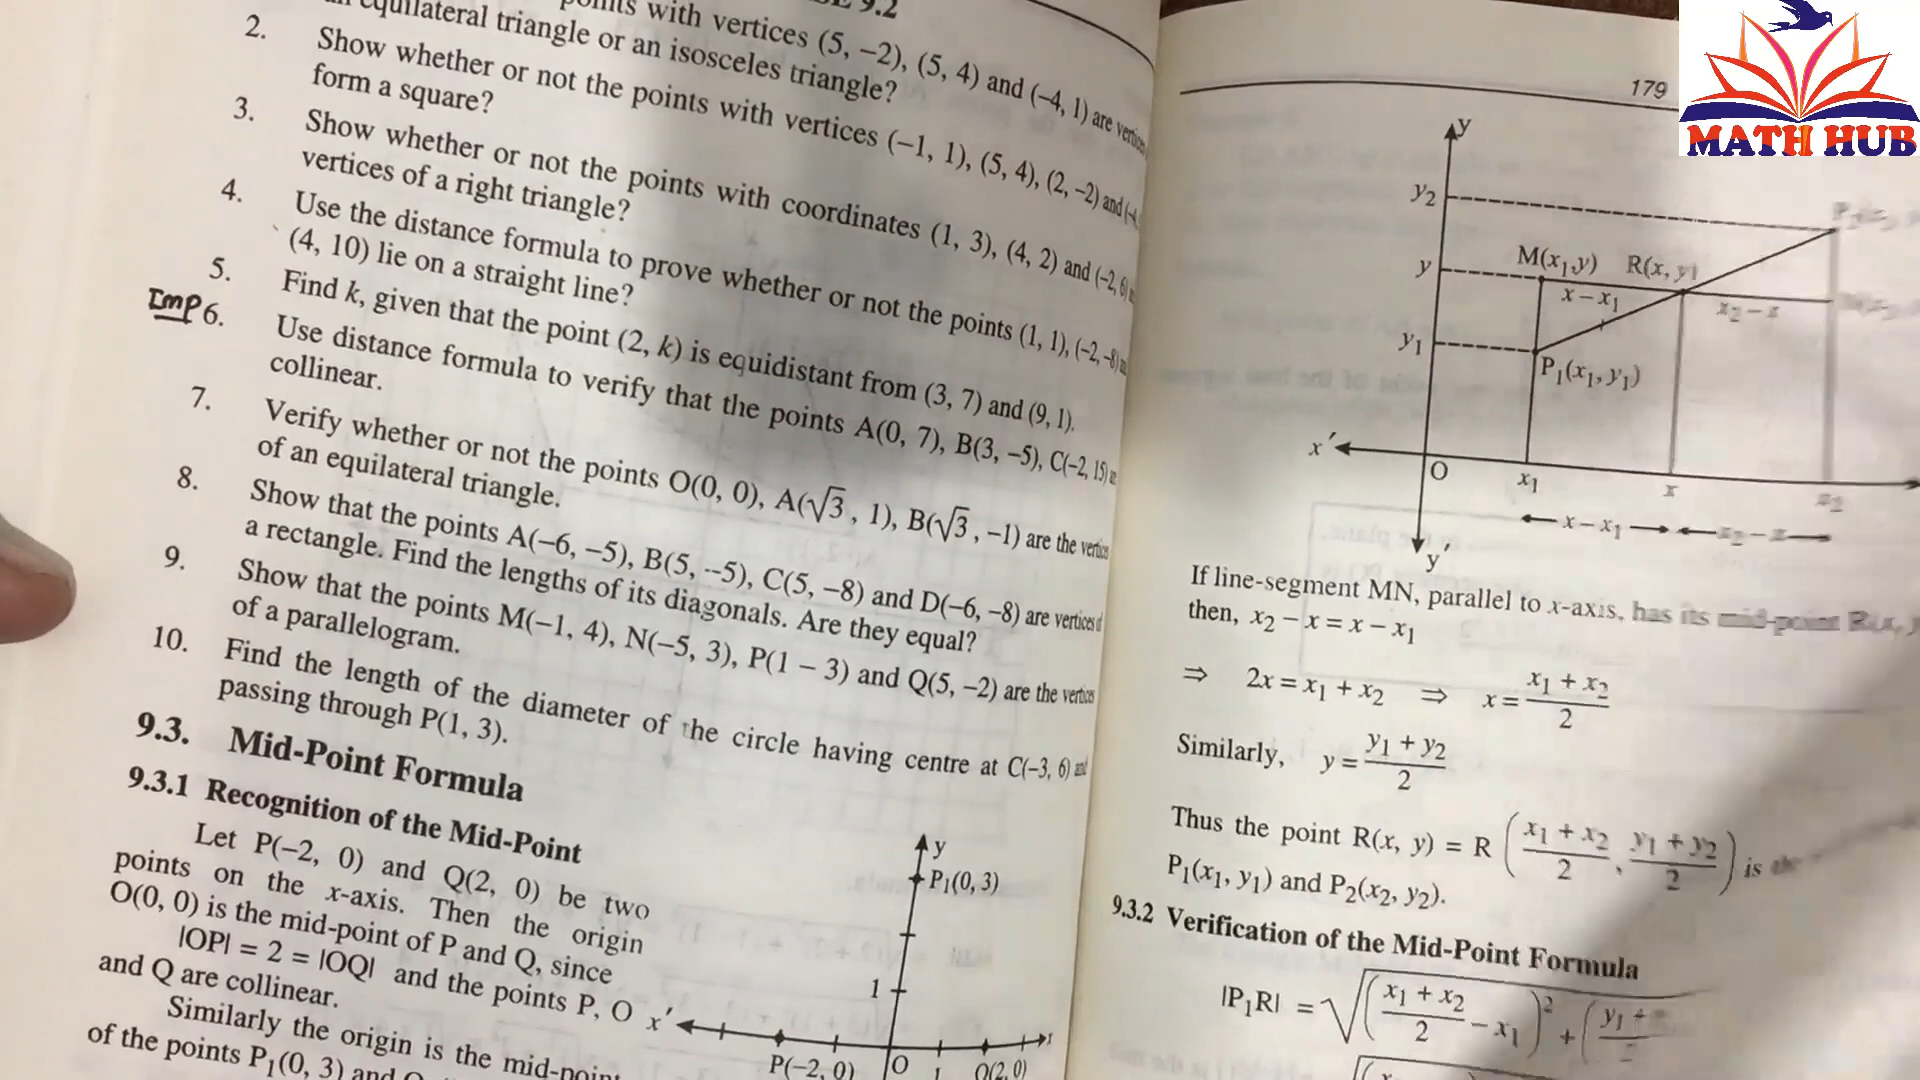 9.2
points with vertices (5, −2), (5, 4) and (−4, 1) are
equilateral triangle or an isosceles triangle?
2. Show whether or not the points with vertices (−1, 1), (5, 4), (2, −2) and
form a square?
3. Show whether or not the points with coordinates (1, 3), (4, 2) and (−2, 6)
vertices of a right triangle?
4. Use the distance formula to prove whether or not the points (1, 1), (−2, −8)
(4, 10) lie on a straight line?
5. Find k, given that the point (2, k) is equidistant from (3, 7) and (9, 1).
Imp 6. Use distance formula to verify that the points A(0, 7), B(3, −5), C(−2, 15)
collinear.
7. Verify whether or not the points O(0, 0), A(√3 , 1), B(√3 , −1) are the
of an equilateral triangle.
8. Show that the points A(−6, −5), B(5, --5), C(5, −8) and D(−6, −8) are vertices
a rectangle. Find the lengths of its diagonals. Are they equal?
9. Show that the points M(−1, 4), N(−5, 3), P(1 − 3) and Q(5, −2) are the
of a parallelogram.
10. Find the length of the diameter of the circle having centre at C(−3, 6)
passing through P(1, 3).
9.3. Mid-Point Formula
9.3.1 Recognition of the Mid-Point
Let P(−2, 0) and Q(2, 0) be two
points on the x-axis. Then the origin
O(0, 0) is the mid-point of P and Q, since
|OP| = 2 = |OQ| and the points P, O
and Q are collinear.
Similarly the origin is the
of the points P₁(0, 3) and
y
P₁(0, 3)
1
x′
P(−2, 0)
O
1
179
MATH HUB
y
y₂
y
M(x₁,y) R(x, y)
x − x₁
x₂ − x
y₁
P₁(x₁, y₁)
x′
O
x₁
x
x₂
x − x₁
x₂ − x
y′
If line-segment MN, parallel to x-axis, has its mid-point
then, x₂ − x = x − x₁
⇒ 2x = x₁ + x₂ ⇒ x = (x₁ + x₂)/2
Similarly, y = (y₁ + y₂)/2
Thus the point R(x, y) = R ((x₁ + x₂)/2 , (y₁ + y₂)/2) is
P₁(x₁, y₁) and P₂(x₂, y₂).
9.3.2 Verification of the Mid-Point Formula
|P₁R| = √((x₁ + x₂)/2 − x₁)² + (y₁ +